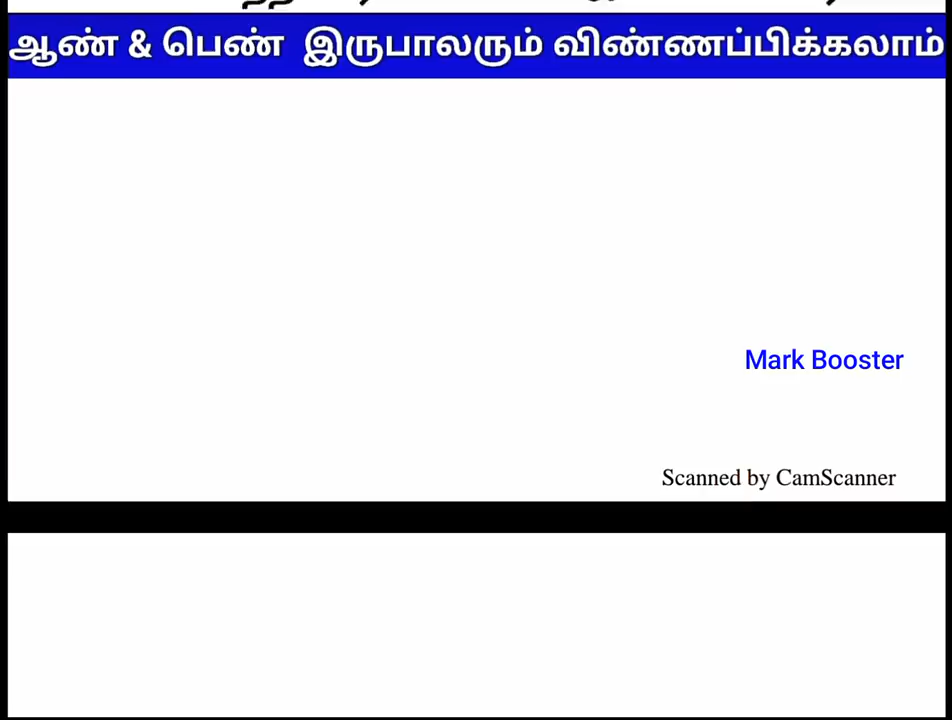 ஆண் & பெண் இருபாலரும் விண்ணப்பிக்கலாம்
Mark Booster
Scanned by CamScanner